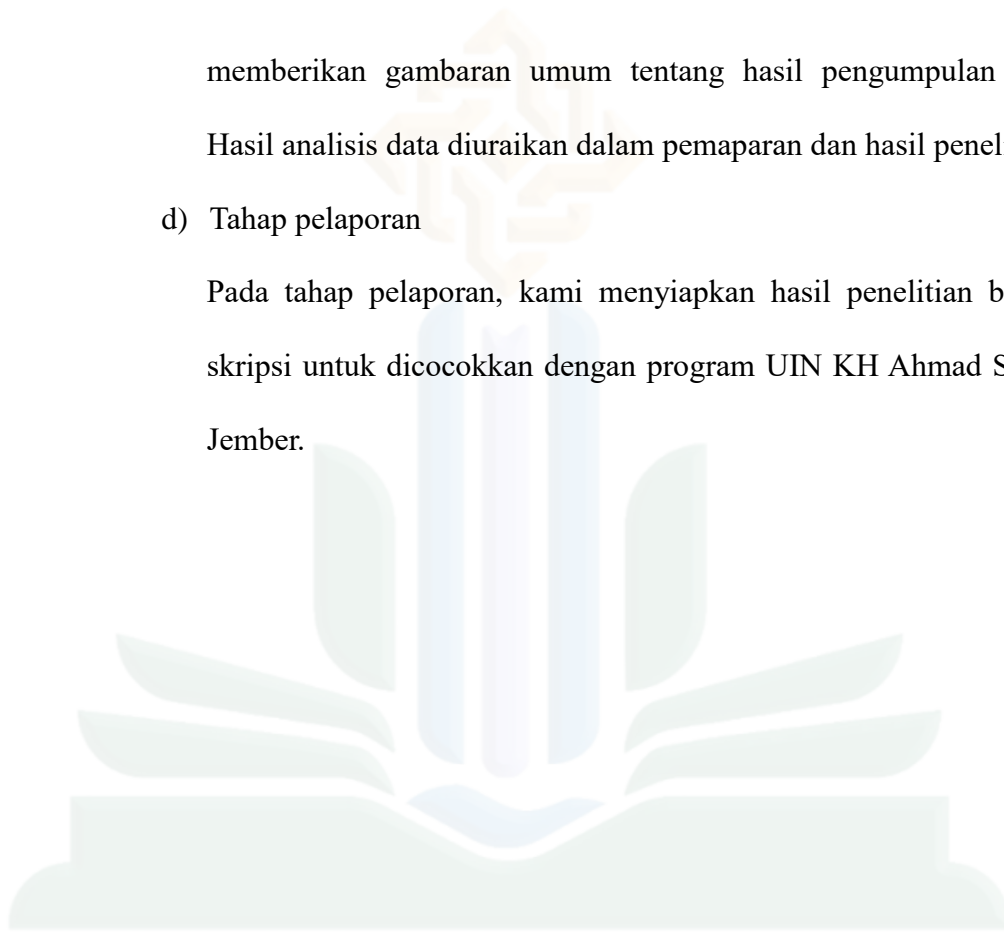 memberikan gambaran umum tentang hasil pengumpulan
Hasil analisis data diuraikan dalam pemaparan dan hasil
d) Tahap pelaporan
Pada tahap pelaporan, kami menyiapkan hasil penelitian
skripsi untuk dicocokkan dengan program UIN KH Ahmad
Jember.